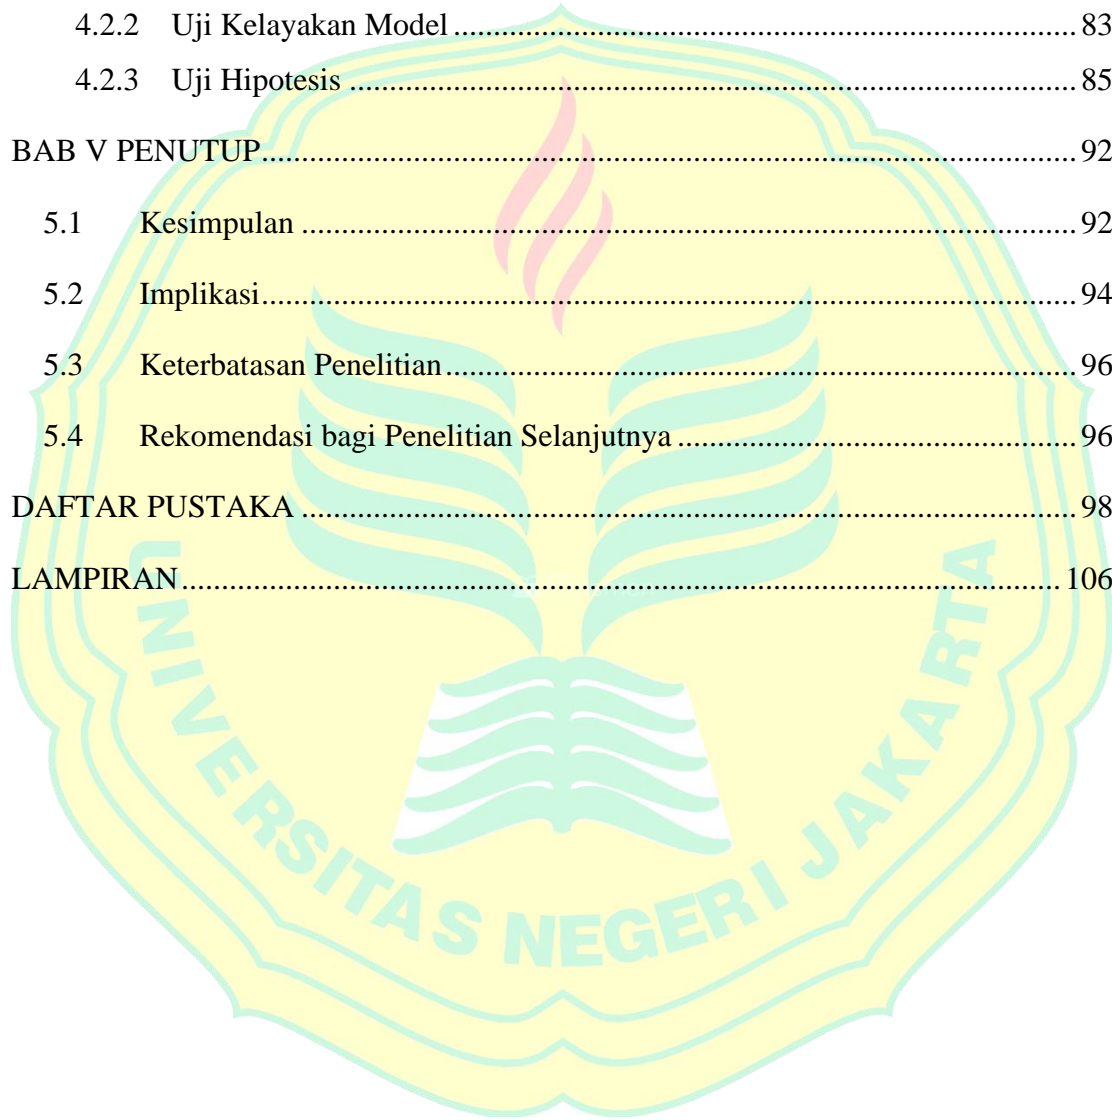 4.2.2 Uji Kelayakan Model ........................................................................ 83
4.2.3 Uji Hipotesis ........................................................................ 85
BAB V PENUTUP ........................................................................ 92
5.1 Kesimpulan ........................................................................ 92
5.2 Implikasi ........................................................................ 94
5.3 Keterbatasan Penelitian ........................................................................ 96
5.4 Rekomendasi bagi Penelitian Selanjutnya ........................................................................ 96
DAFTAR PUSTAKA ........................................................................ 98
LAMPIRAN ........................................................................ 106
UNIVERSITAS NEGERI JAKARTA